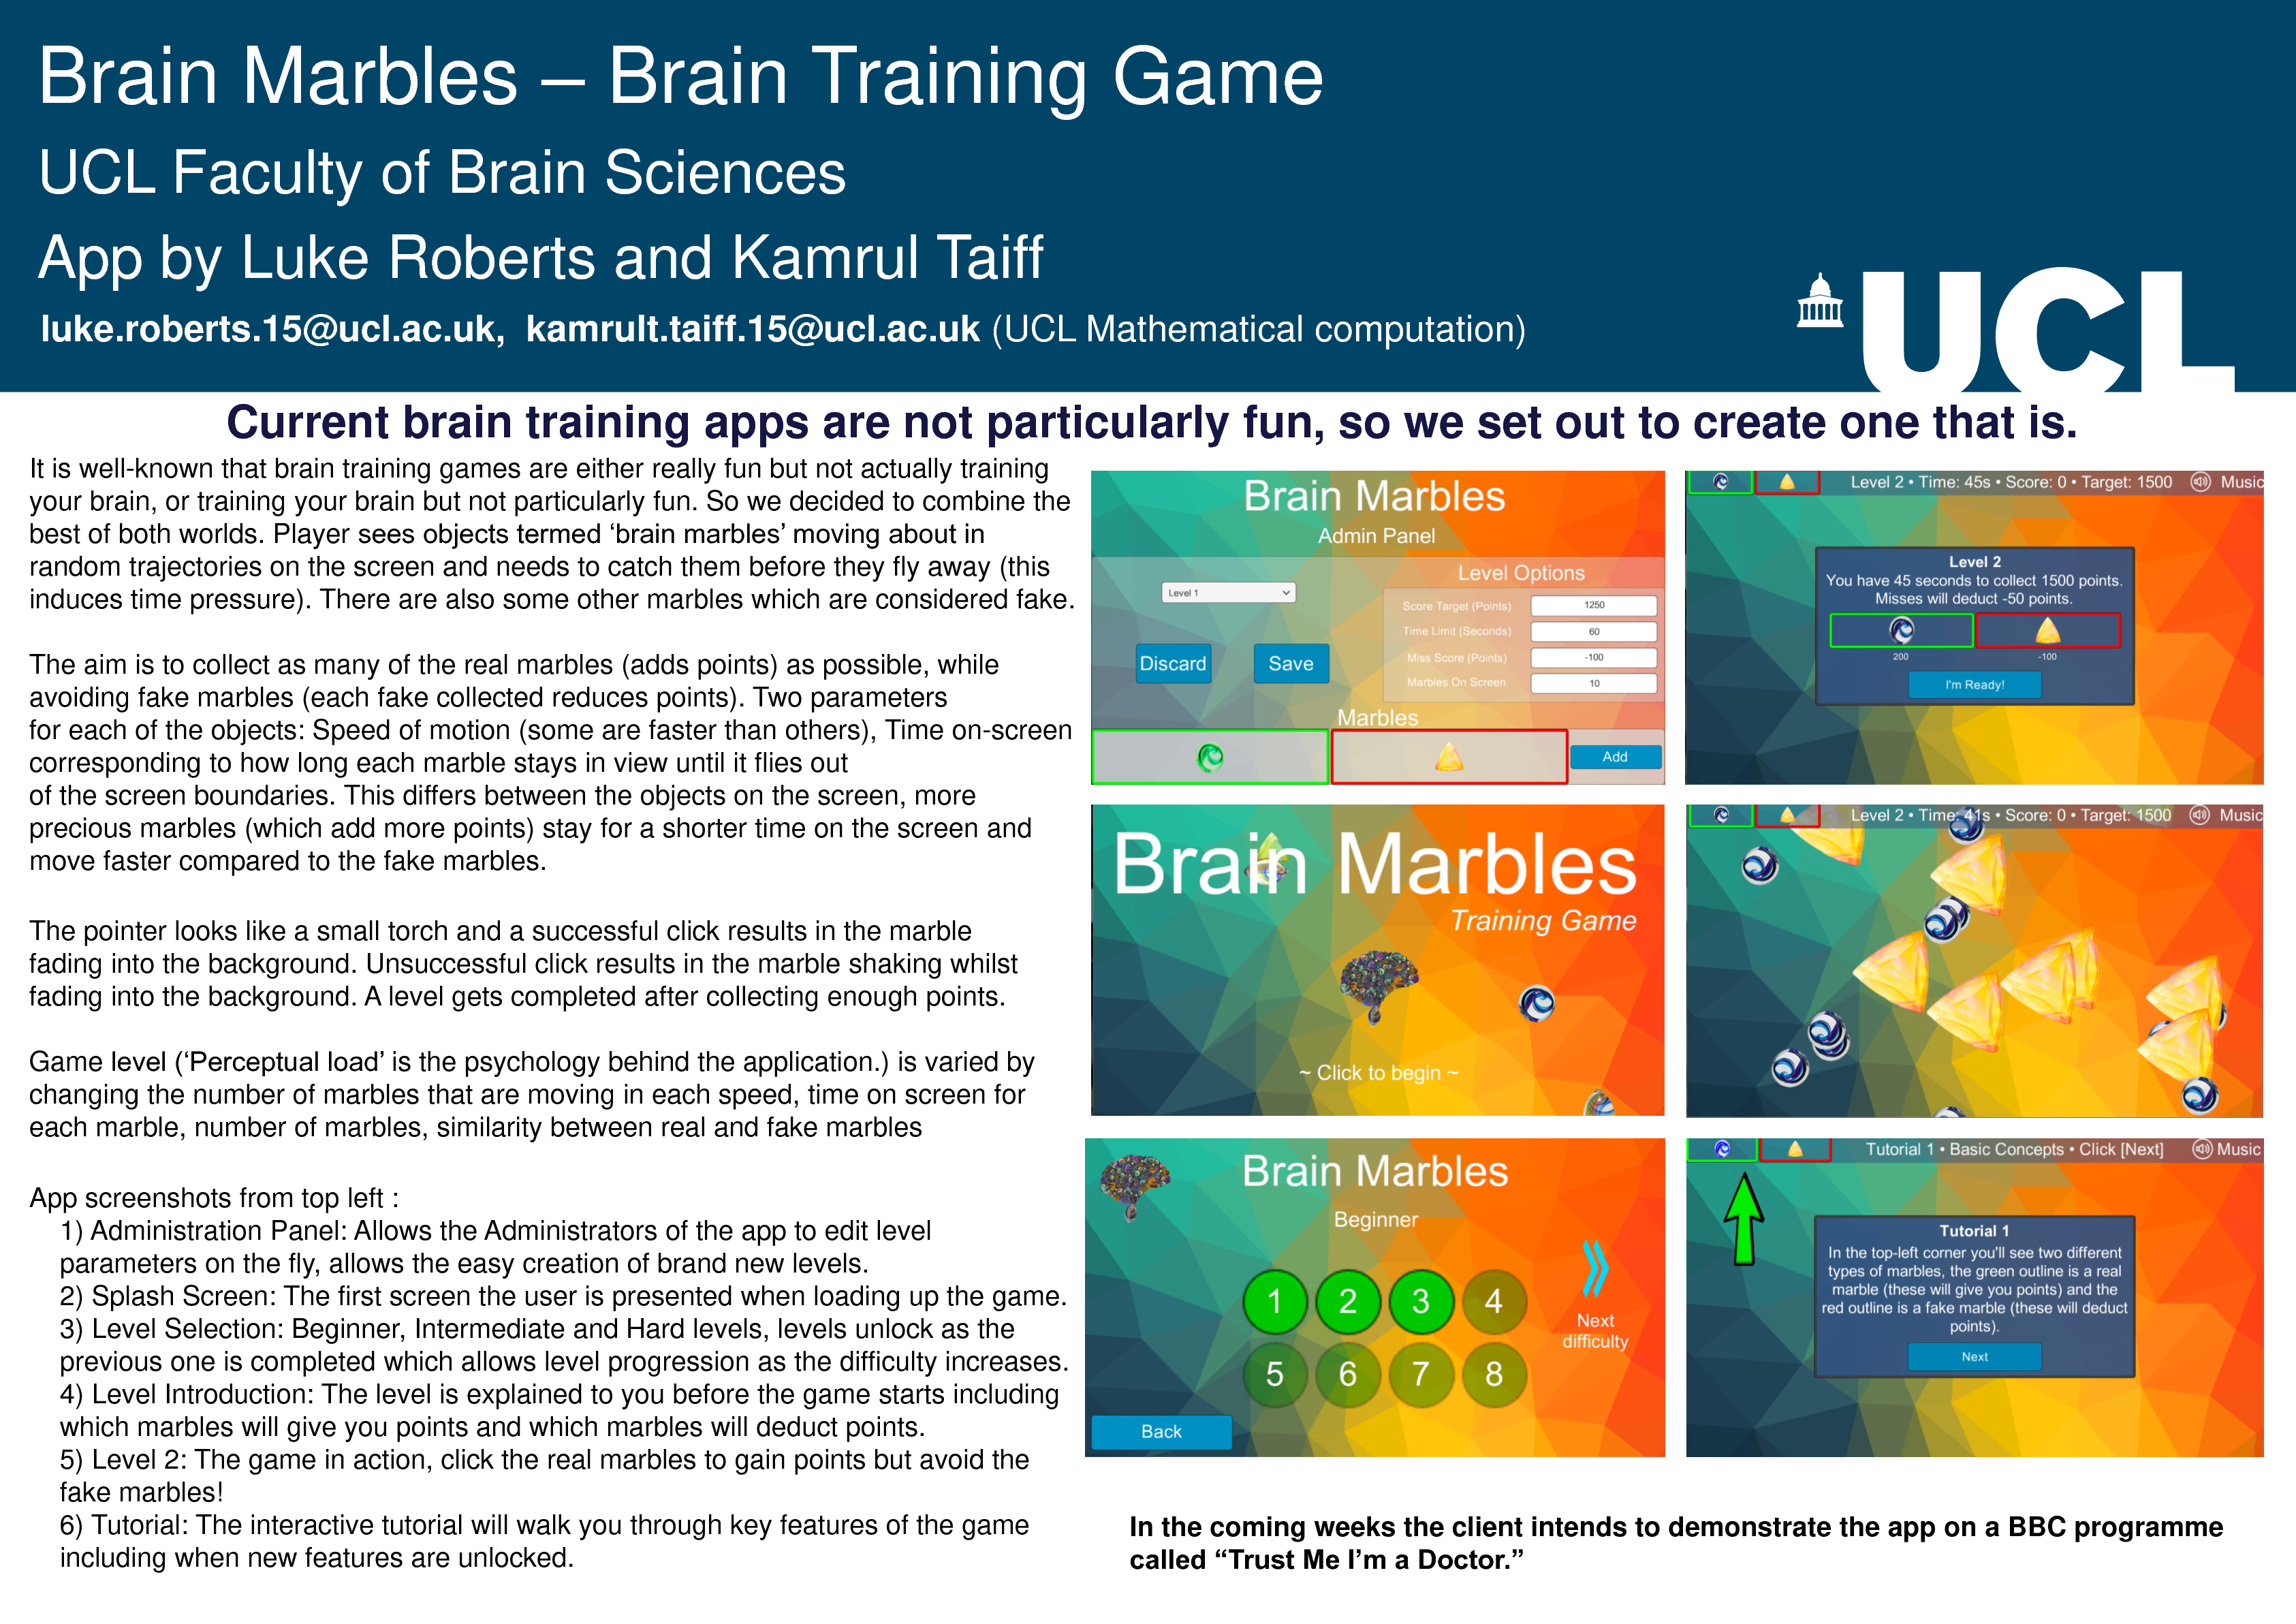 Brain Marbles – Brain Training Game
UCL Faculty of Brain Sciences
App by Luke Roberts and Kamrul Taiff
luke.roberts.15@ucl.ac.uk, kamrult.taiff.15@ucl.ac.uk (UCL Mathematical computation)
UCL
Current brain training apps are not particularly fun, so we set out to create one that is.
It is well-known that brain training games are either really fun but not actually training
your brain, or training your brain but not particularly fun. So we decided to combine the
best of both worlds. Player sees objects termed ‘brain marbles’ moving about in
random trajectories on the screen and needs to catch them before they fly away (this
induces time pressure). There are also some other marbles which are considered fake.
The aim is to collect as many of the real marbles (adds points) as possible, while
avoiding fake marbles (each fake collected reduces points). Two parameters
for each of the objects: Speed of motion (some are faster than others), Time on-screen
corresponding to how long each marble stays in view until it flies out
of the screen boundaries. This differs between the objects on the screen, more
precious marbles (which add more points) stay for a shorter time on the screen and
move faster compared to the fake marbles.
The pointer looks like a small torch and a successful click results in the marble
fading into the background. Unsuccessful click results in the marble shaking whilst
fading into the background. A level gets completed after collecting enough points.
Game level (‘Perceptual load’ is the psychology behind the application.) is varied by
changing the number of marbles that are moving in each speed, time on screen for
each marble, number of marbles, similarity between real and fake marbles
App screenshots from top left :
1) Administration Panel: Allows the Administrators of the app to edit level
parameters on the fly, allows the easy creation of brand new levels.
2) Splash Screen: The first screen the user is presented when loading up the game.
3) Level Selection: Beginner, Intermediate and Hard levels, levels unlock as the
previous one is completed which allows level progression as the difficulty increases.
4) Level Introduction: The level is explained to you before the game starts including
which marbles will give you points and which marbles will deduct points.
5) Level 2: The game in action, click the real marbles to gain points but avoid the
fake marbles!
6) Tutorial: The interactive tutorial will walk you through key features of the game
including when new features are unlocked.
Brain Marbles
Admin Panel
Level 1
Discard
Save
Level Options
Score Target (Points) 1250
Time Limit (Seconds) 60
Miss Score (Points) -100
Marbles On Screen 10
Marbles
Add
Brain Marbles
Training Game
~ Click to begin ~
Brain Marbles
Beginner
1 2 3 4
5 6 7 8
Next
difficulty
Back
Level 2 • Time: 45s • Score: 0 • Target: 1500 Music
Level 2
You have 45 seconds to collect 1500 points.
Misses will deduct -50 points.
200 -100
I'm Ready!
Level 2 • Time: 41s • Score: 0 • Target: 1500 Music
Tutorial 1 • Basic Concepts • Click [Next] Music
Tutorial 1
In the top-left corner you'll see two different
types of marbles, the green outline is a real
marble (these will give you points) and the
red outline is a fake marble (these will deduct
points).
Next
In the coming weeks the client intends to demonstrate the app on a BBC programme
called “Trust Me I’m a Doctor.”